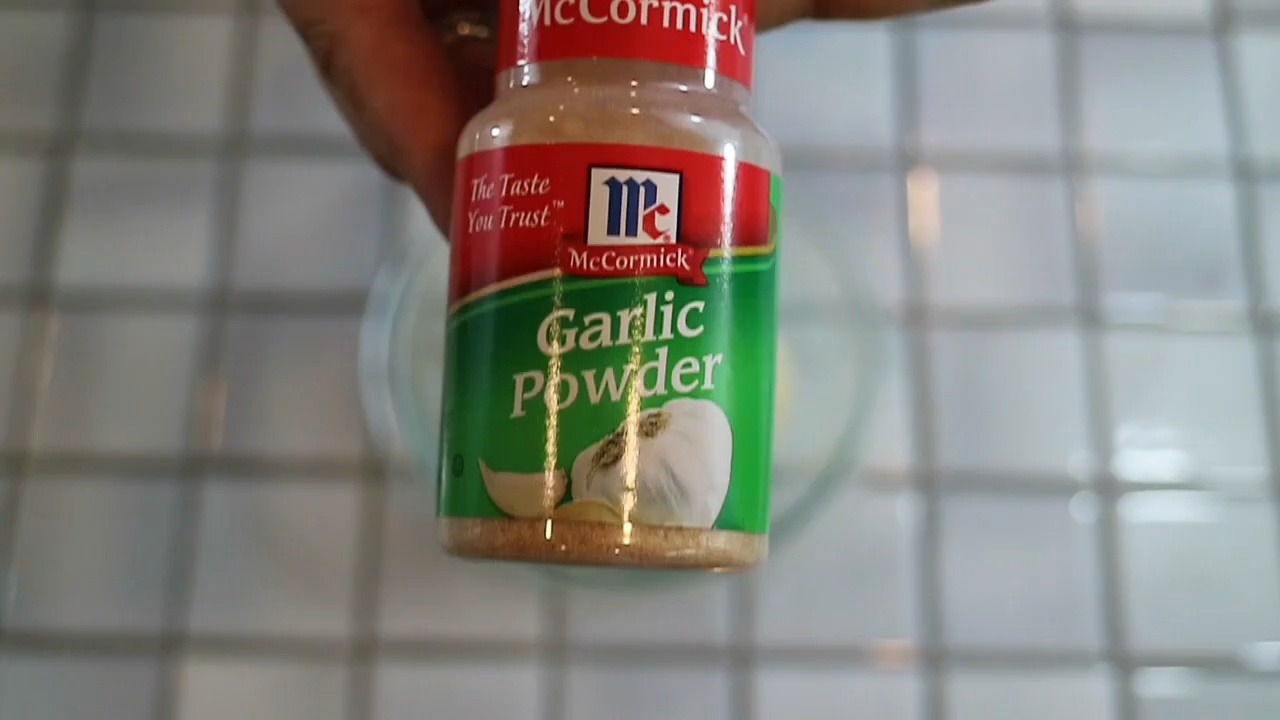 McCormick
The Taste
You Trust™
Mc
McCormick
Garlic
Powder